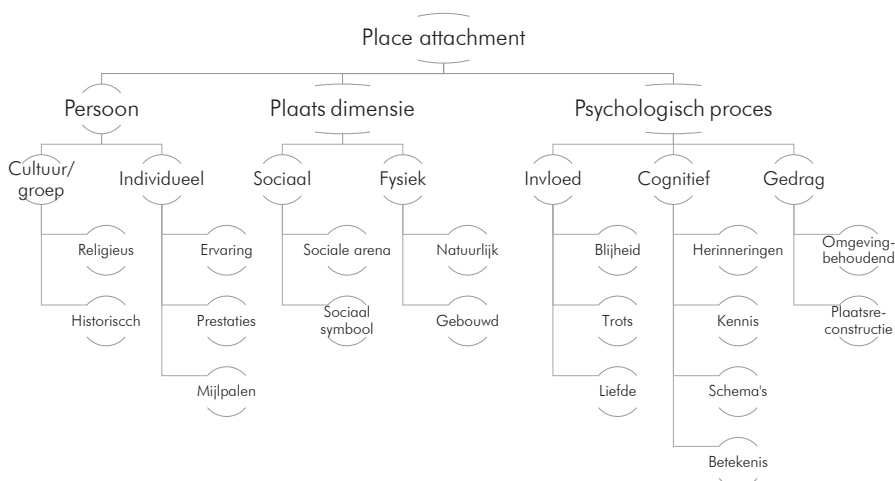 Place attachment
Persoon
Plaats dimensie
Psychologisch proces
Cultuur/
groep
Individueel
Sociaal
Fysiek
Invloed
Cognitief
Gedrag
Religieus
Ervaring
Sociale arena
Natuurlijk
Blijheid
Herinneringen
Omgeving-
behoudend
Historiscch
Prestaties
Sociaal
symbool
Gebouwd
Trots
Kennis
Plaatsre-
constructie
Mijlpalen
Liefde
Schema's
Betekenis